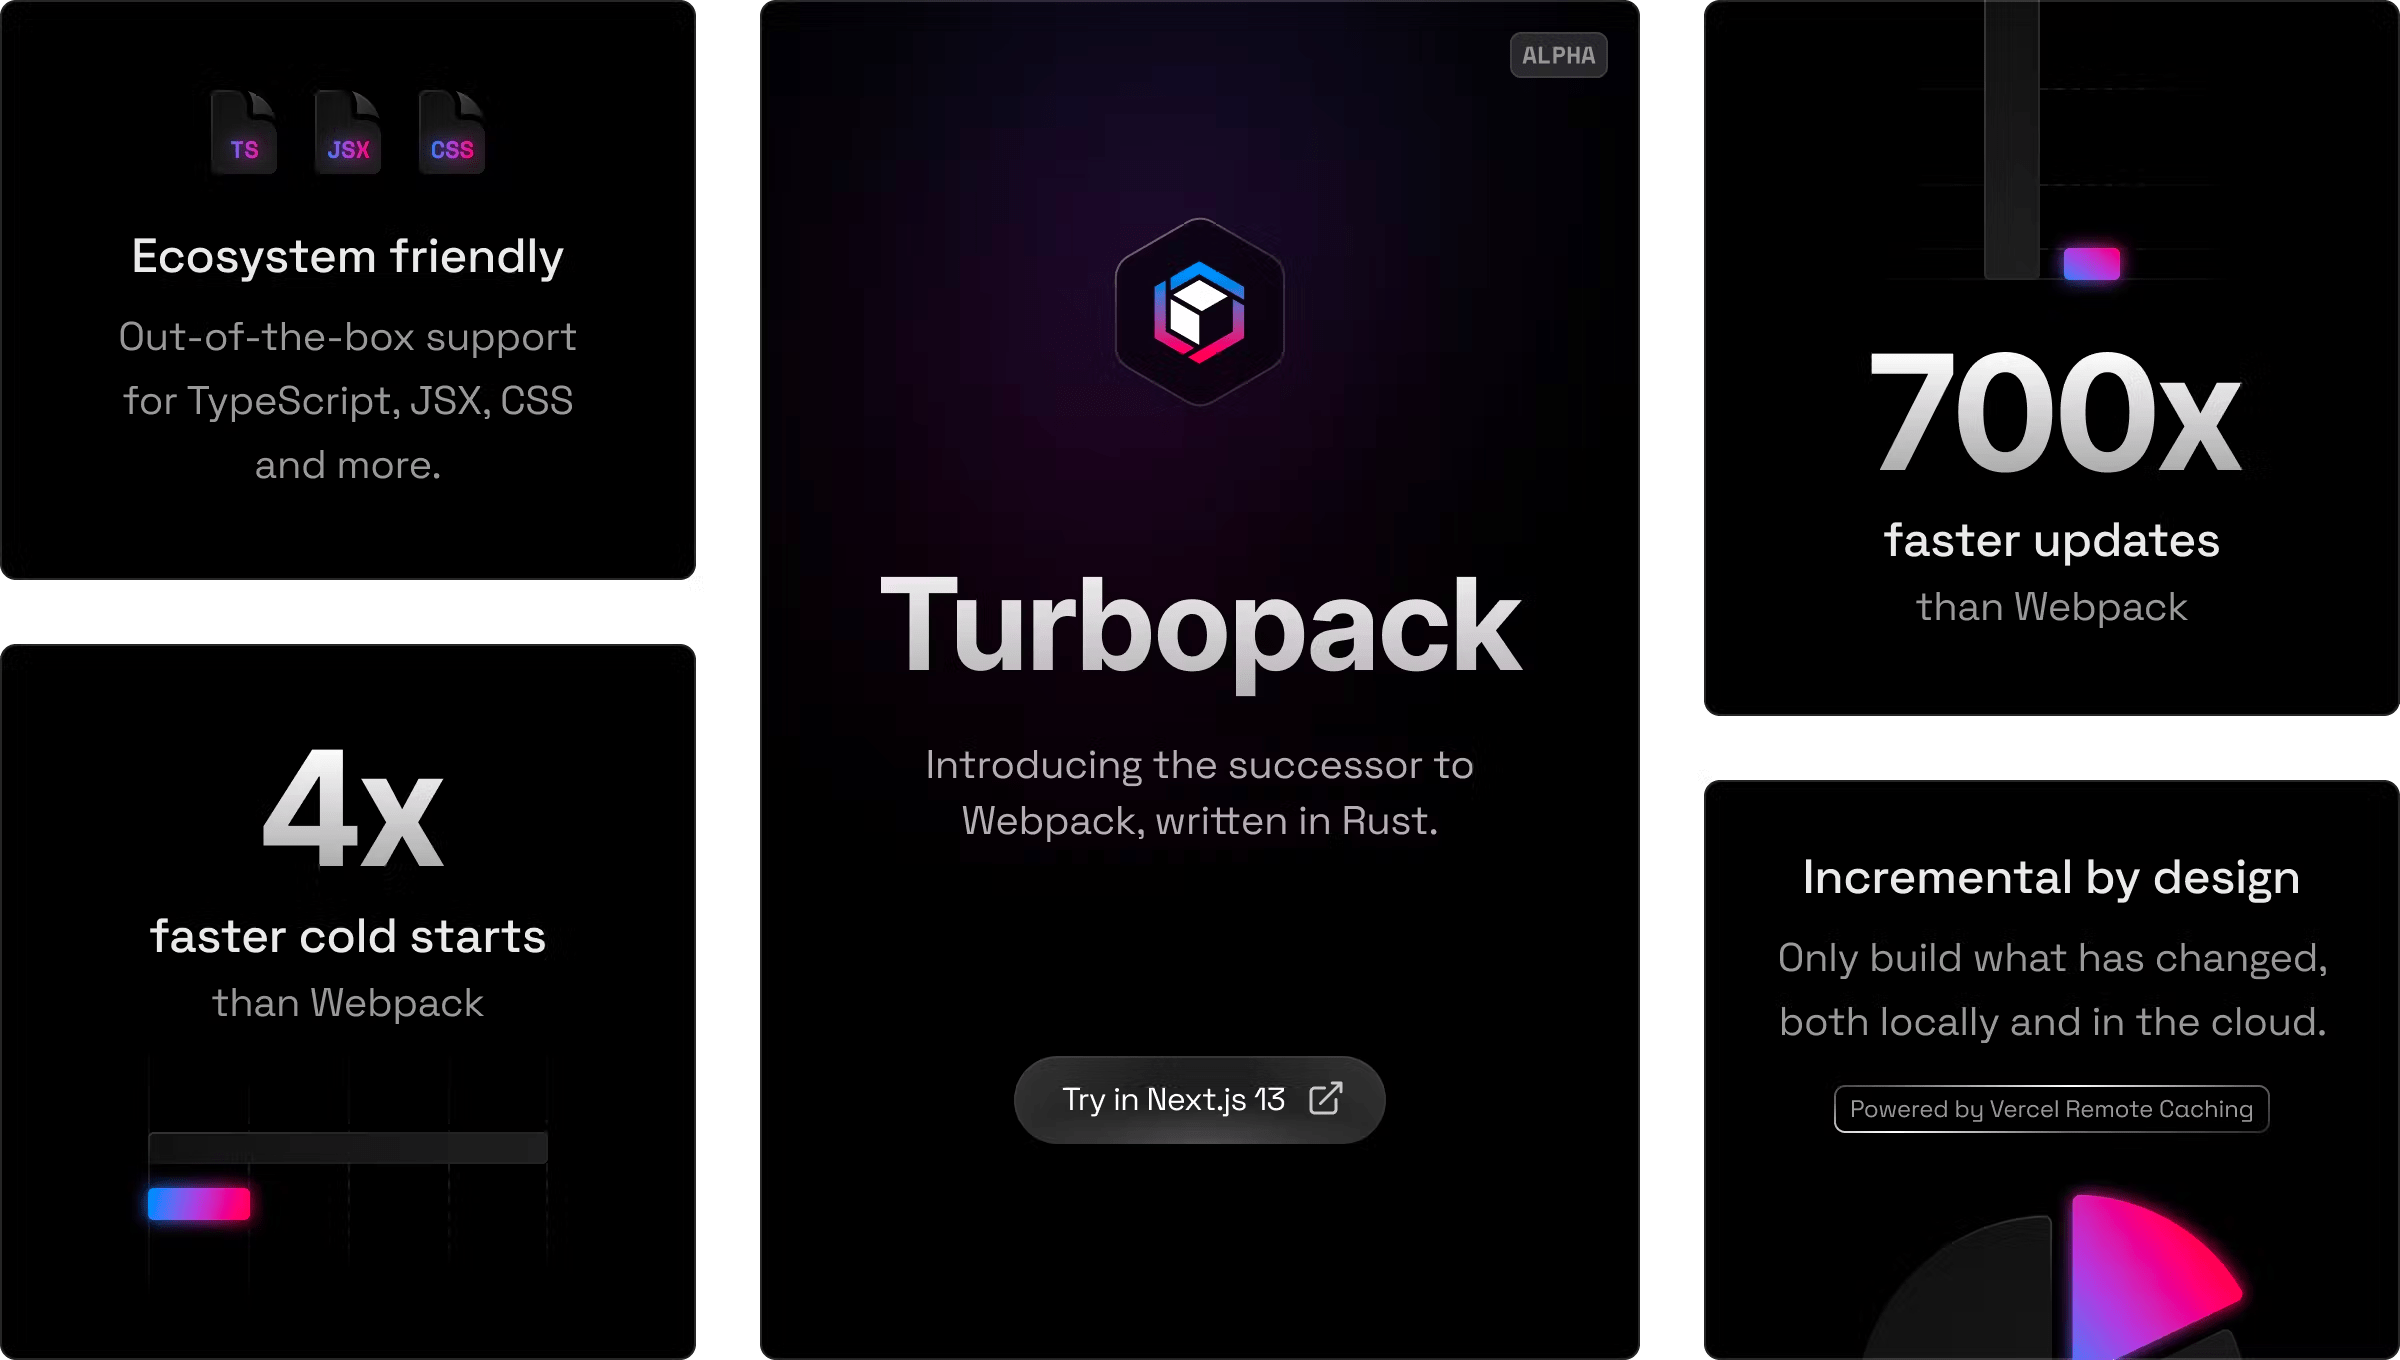 TS
JSX
CSS
Ecosystem friendly
Out-of-the-box support
for TypeScript, JSX, CSS
and more.
4x
faster cold starts
than Webpack
ALPHA
Turbopack
Introducing the successor to
Webpack, written in Rust.
Try in Next.js 13
700x
faster updates
than Webpack
Incremental by design
Only build what has changed,
both locally and in the cloud.
Powered by Vercel Remote Caching